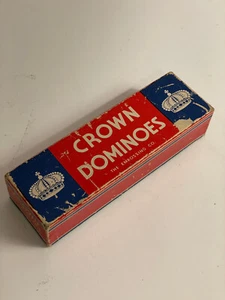 CROWN
DOMINOES
THE EMBOSSING CO.